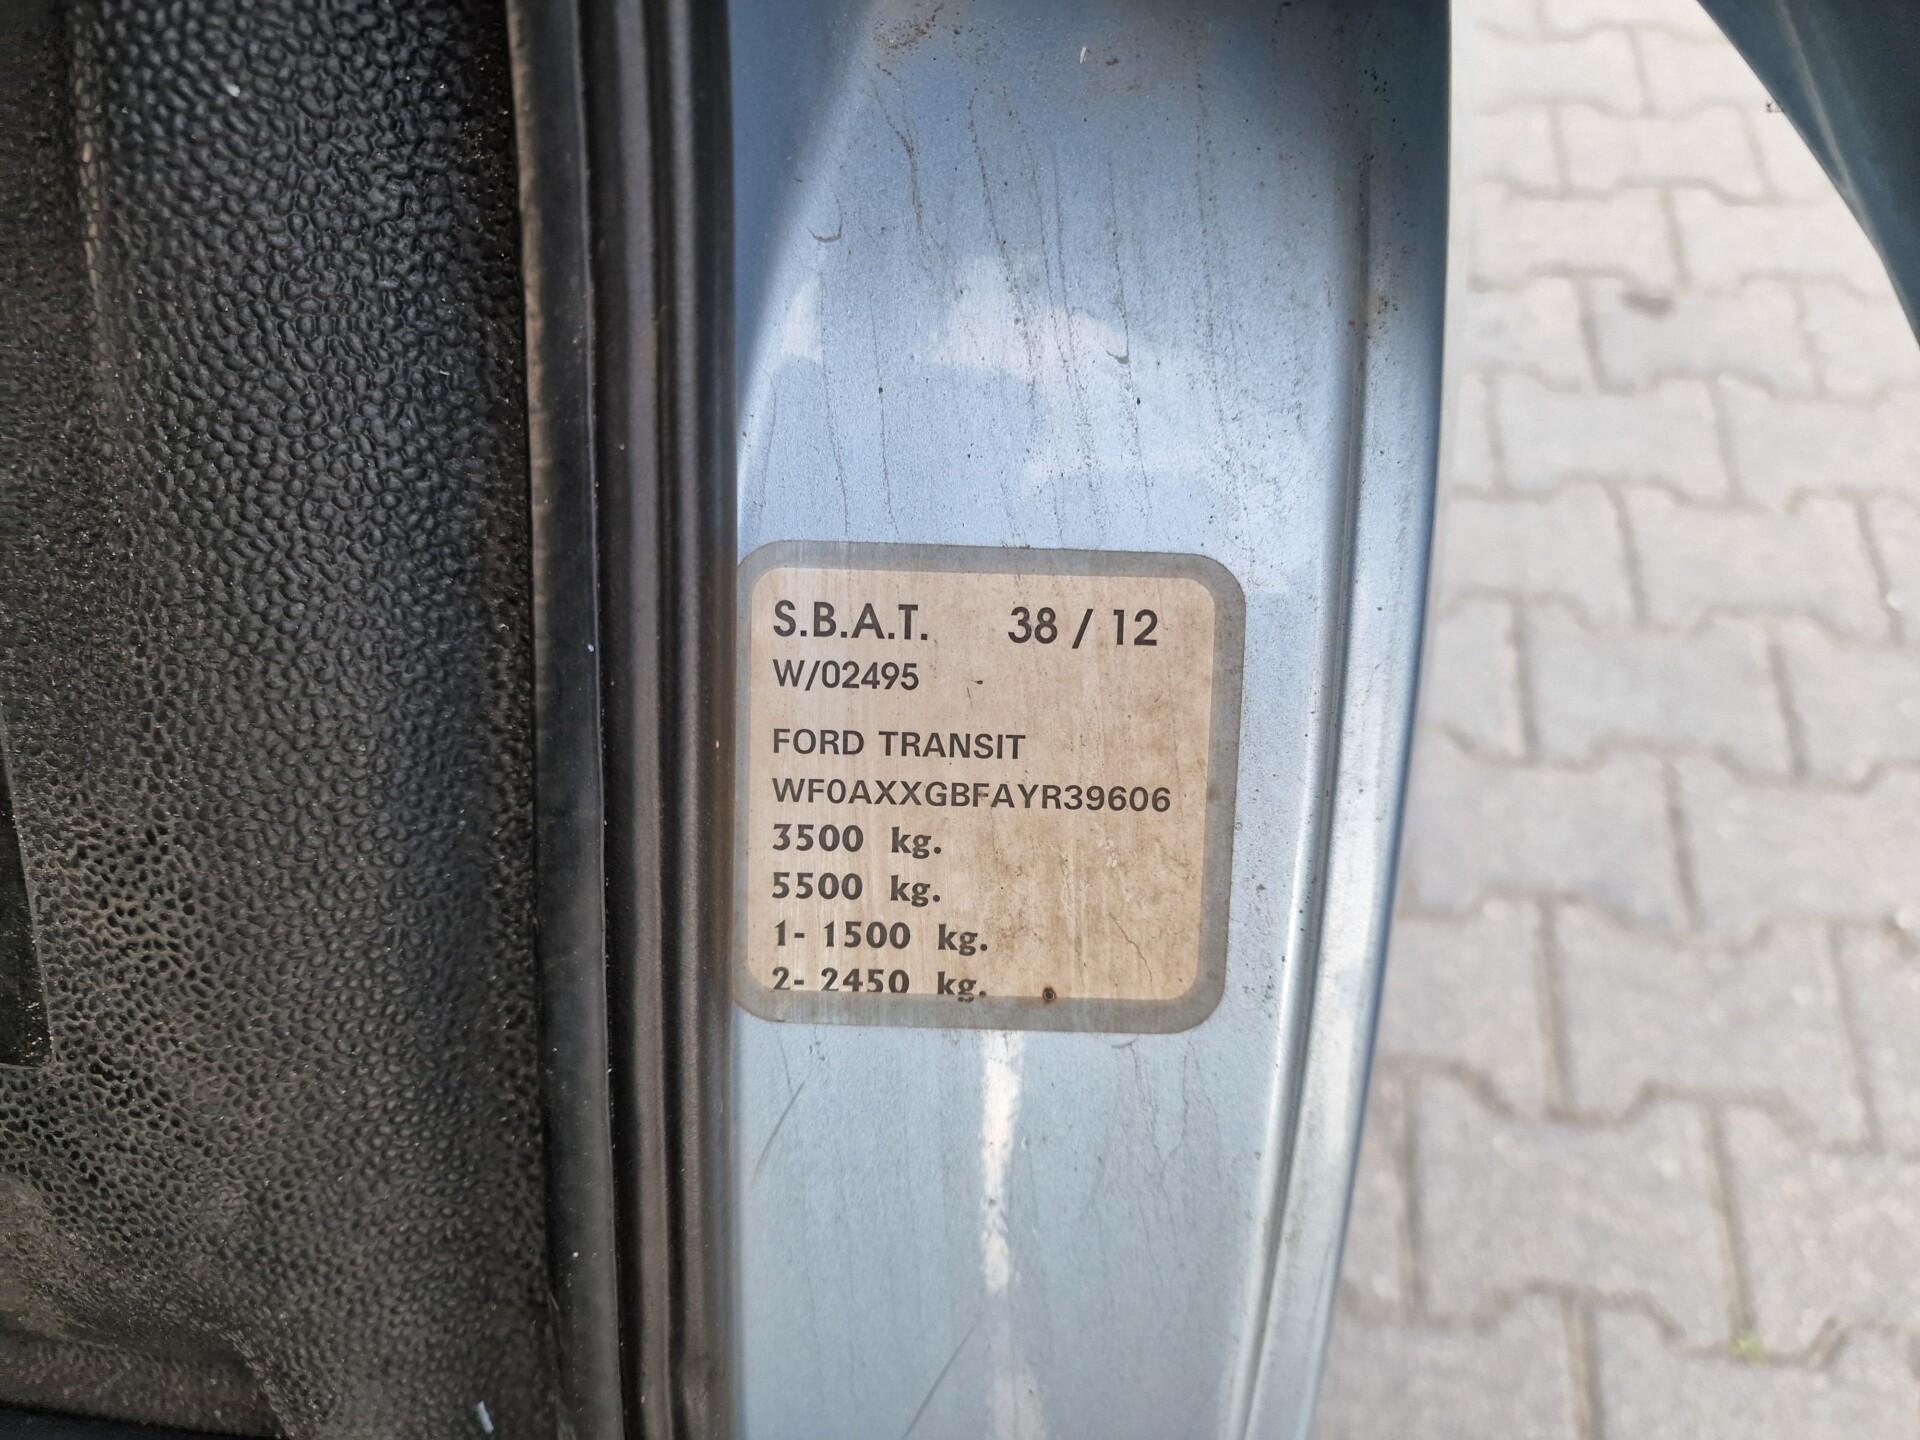 S.B.A.T. 38 / 12
W/02495
FORD TRANSIT
WF0AXXGBFAYR39606
3500 kg.
5500 kg.
1- 1500 kg.
2- 2450 kg.